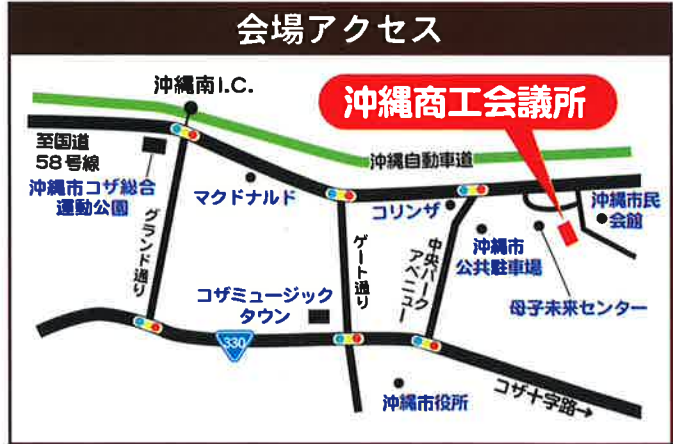 会場アクセス
沖縄南I.C.
沖縄商工会議所
至国道
58号線
沖縄自動車道
沖縄市コザ総合
運動公園
マクドナルド
コリンザ
沖縄市民
会館
グランド通り
ゲート通り
中央パーク
アベニュー
沖縄市
公共駐車場
母子未来センター
コザミュージック
タウン
330
沖縄市役所
コザ十字路→